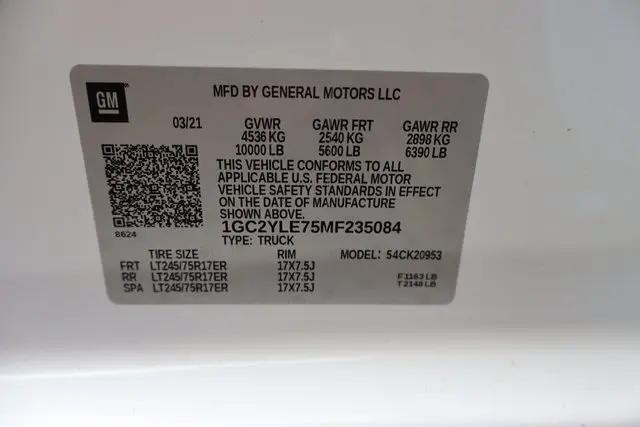 GM
MFD BY GENERAL MOTORS LLC
03/21 GVWR GAWR FRT GAWR RR
4536 KG 2540 KG 2898 KG
10000 LB 5600 LB 6390 LB
THIS VEHICLE CONFORMS TO ALL
APPLICABLE U.S. FEDERAL MOTOR
VEHICLE SAFETY STANDARDS IN EFFECT
ON THE DATE OF MANUFACTURE
SHOWN ABOVE.
8624
1GC2YLE75MF235084
TYPE: TRUCK
TIRE SIZE RIM MODEL: 54CK20953
FRT LT245/75R17ER 17X7.5J
RR LT245/75R17ER 17X7.5J F1163 LB
SPA LT245/75R17ER 17X7.5J T2148 LB